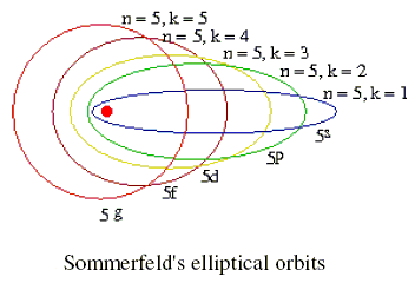 n = 5, k = 5
n = 5, k = 4
n = 5, k = 3
n = 5, k = 2
n = 5, k = 1
5s
5p
5d
5f
5 g
Sommerfeld's elliptical orbits